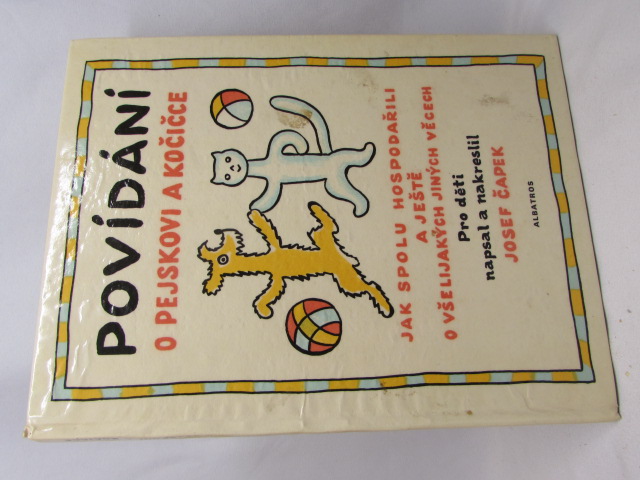 POVÍDÁNÍ
O PEJSKOVI A KOČIČCE
JAK SPOLU HOSPODAŘILI
A JEŠTĚ
O VŠELIJAKÝCH JINÝCH VĚCECH
Pro děti
napsal a nakreslil
JOSEF ČAPEK
ALBATROS